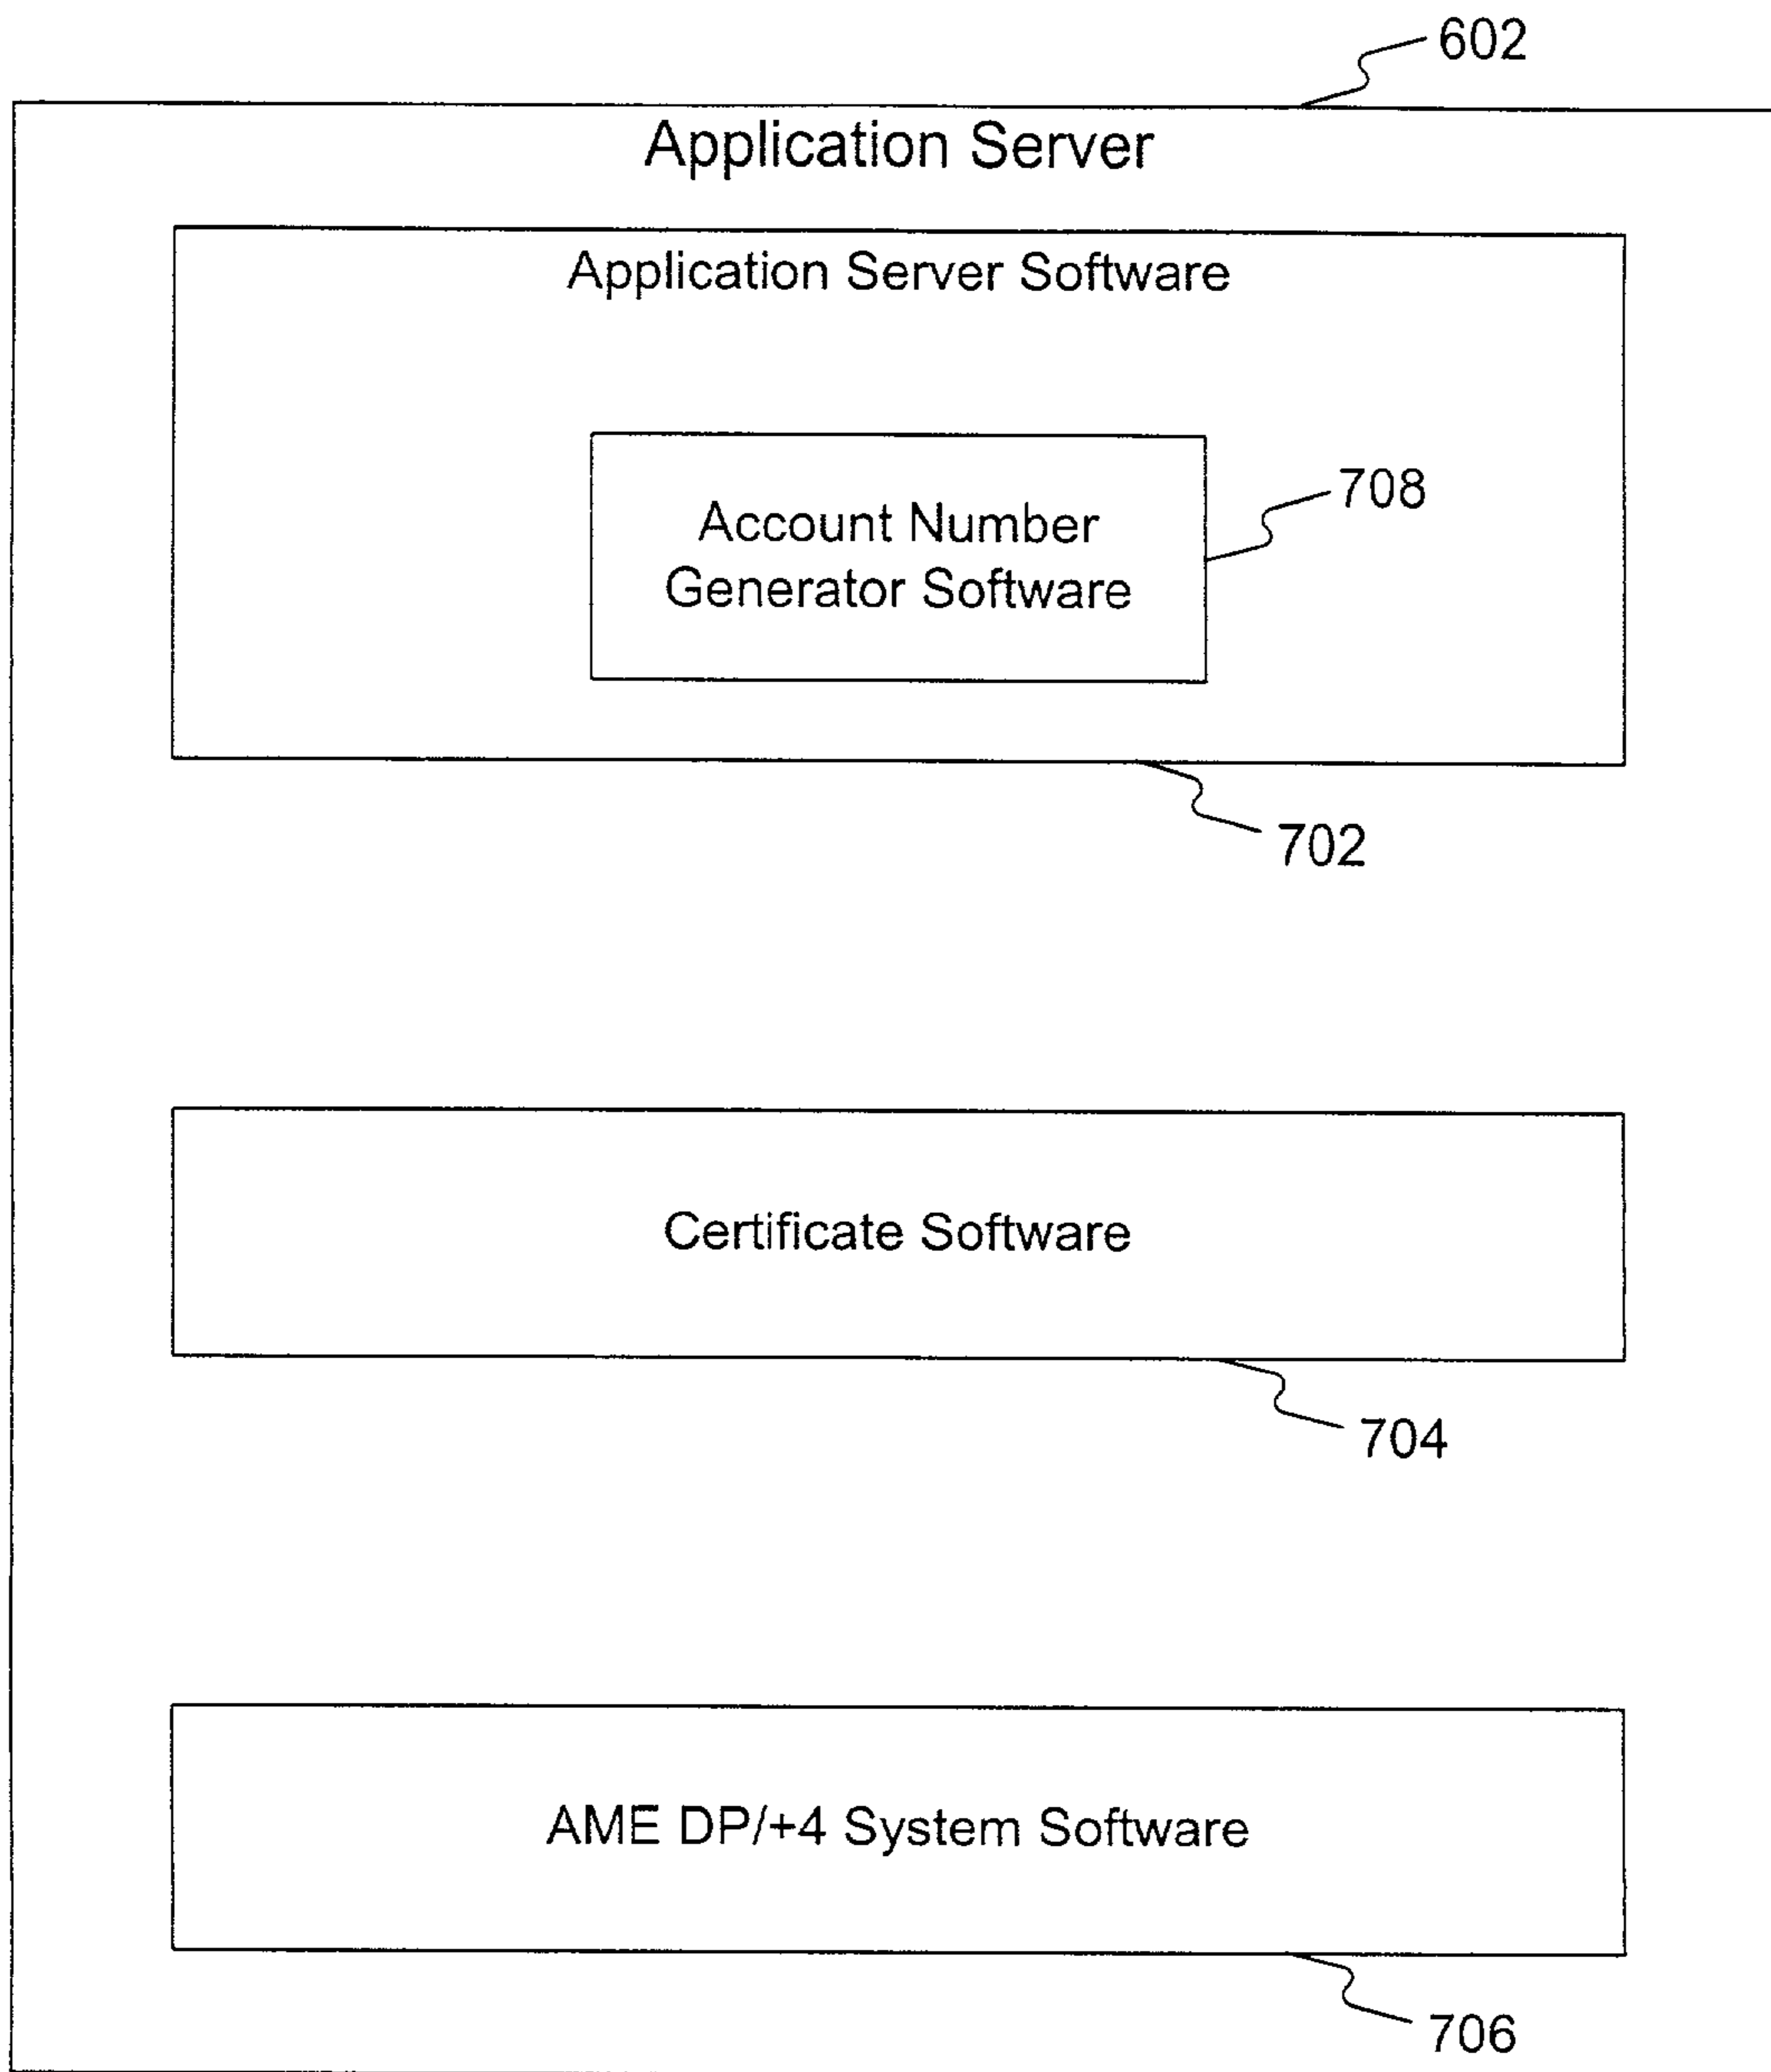 602
Application Server
Application Server Software
Account Number
Generator Software
708
702
Certificate Software
704
AME DP/+4 System Software
706